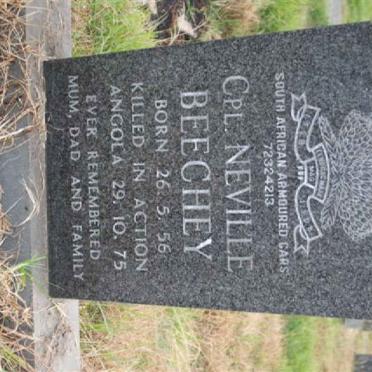 SOUTH AFRICAN ARMOURED CARS
72324213
CPL. NEVILLE
BEECHEY
BORN 26. 5. 56
KILLED IN ACTION
ANGOLA 29. 10. 75
EVER REMEMBERED
MUM, DAD AND FAMILY